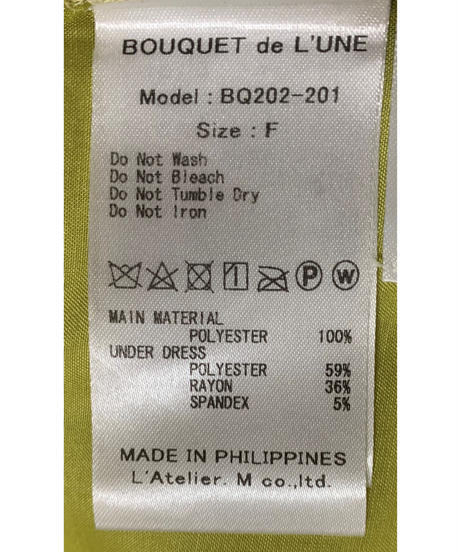 BOUQUET de L'UNE
Model : BQ202-201
Size : F
Do Not Wash
Do Not Bleach
Do Not Tumble Dry
Do Not Iron
P W
MAIN MATERIAL
POLYESTER 100%
UNDER DRESS
POLYESTER 59%
RAYON 36%
SPANDEX 5%
MADE IN PHILIPPINES
L'Atelier. M co.,ltd.